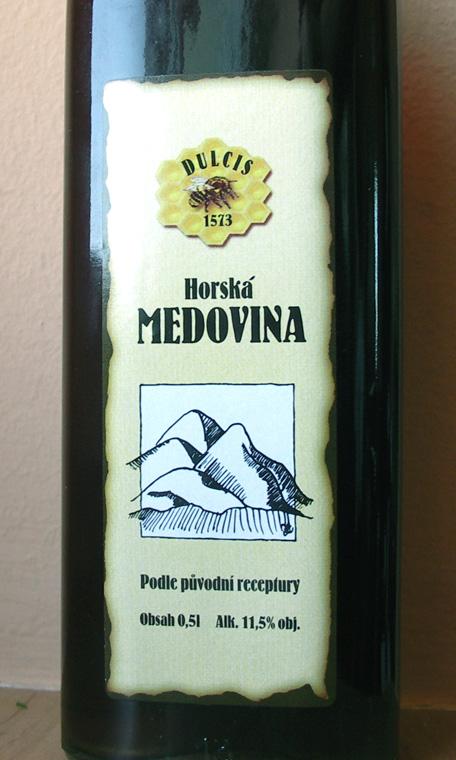 DULCIS
1573
Horská
MEDOVINA
Podle původní receptury
Obsah 0,5l Alk. 11,5% obj.